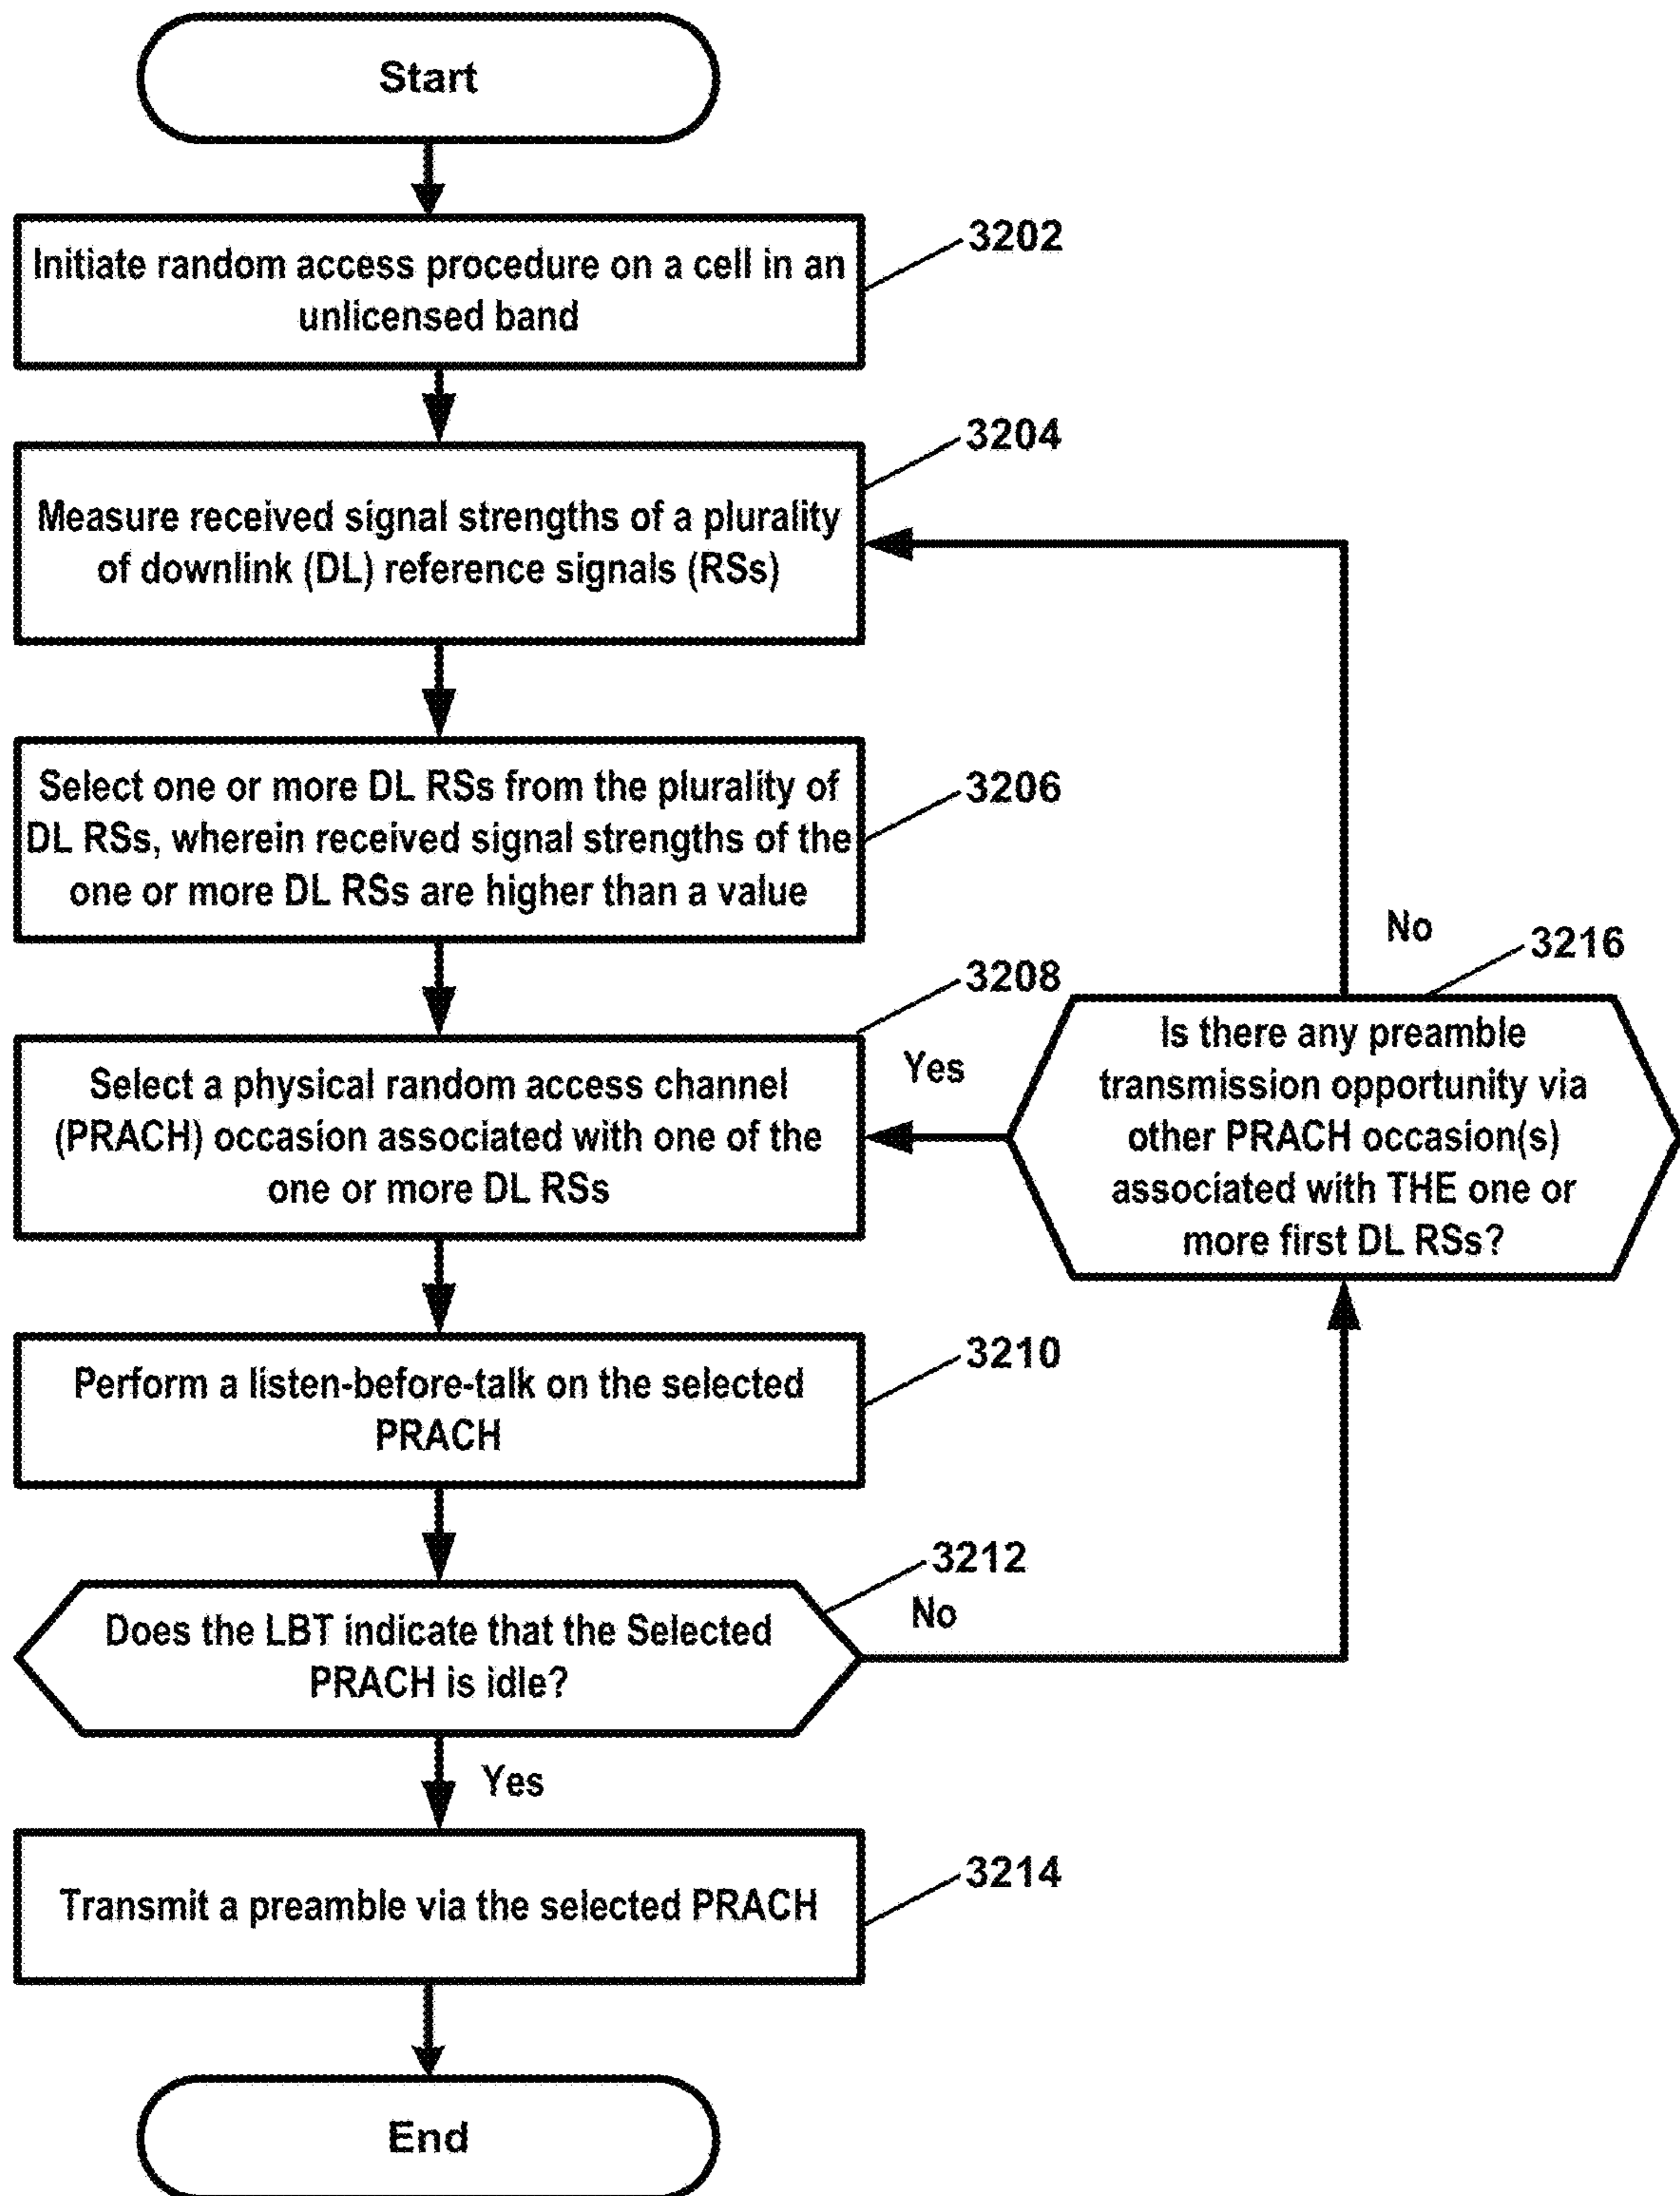 Start
3202
Initiate random access procedure on a cell in an
unlicensed band
3204
Measure received signal strengths of a plurality
of downlink (DL) reference signals (RSs)
3206
Select one or more DL RSs from the plurality of
DL RSs, wherein received signal strengths of the
one or more DL RSs are higher than a value
3208
Select a physical random access channel
(PRACH) occasion associated with one of the
one or more DL RSs
No
3216
Yes
Is there any preamble
transmission opportunity via
other PRACH occasion(s)
associated with THE one or
more first DL RSs?
3210
Perform a listen-before-talk on the selected
PRACH
3212
No
Does the LBT indicate that the Selected
PRACH is idle?
Yes
3214
Transmit a preamble via the selected PRACH
End